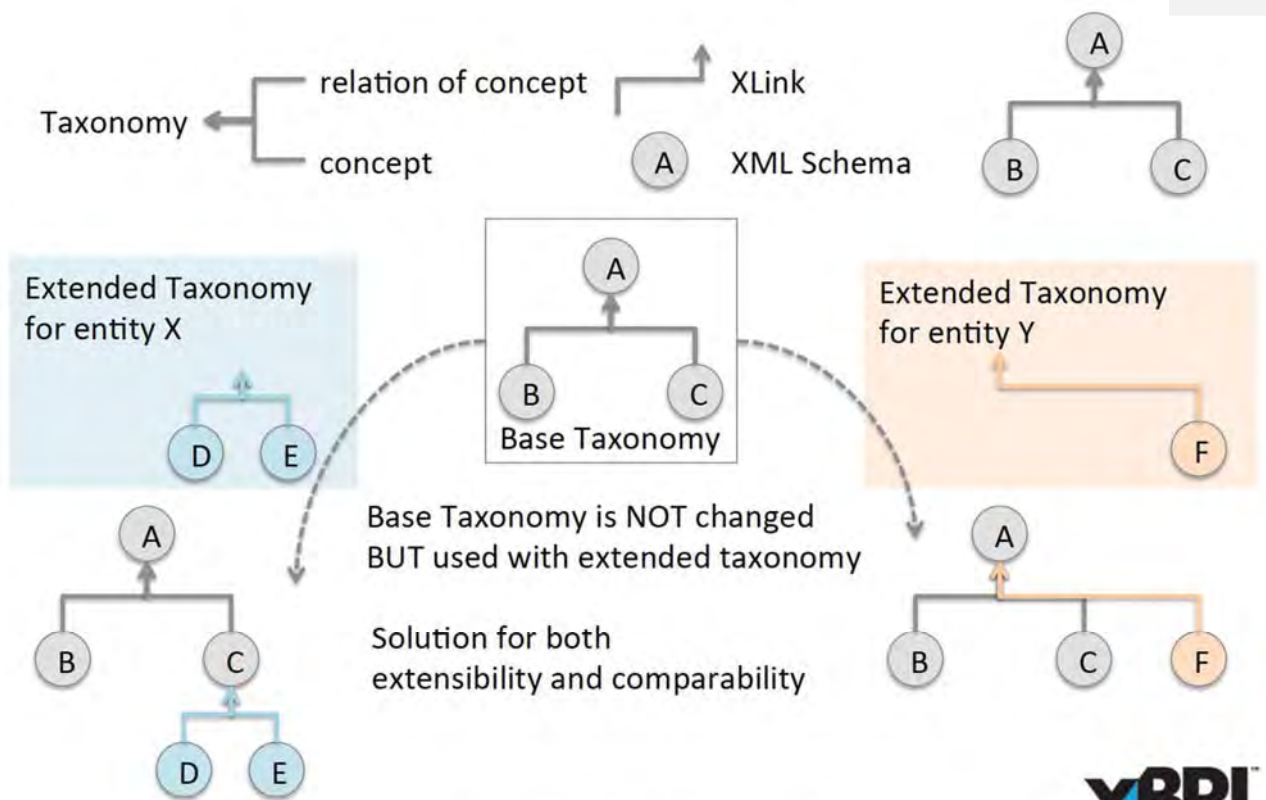 A
relation of concept
XLink
Taxonomy
concept
A
XML Schema
B
C
Extended Taxonomy
for entity X
D
E
A
B
C
Base Taxonomy
Extended Taxonomy
for entity Y
F
Base Taxonomy is NOT changed
BUT used with extended taxonomy
Solution for both
extensibility and comparability
A
B
C
D
E
A
B
C
F